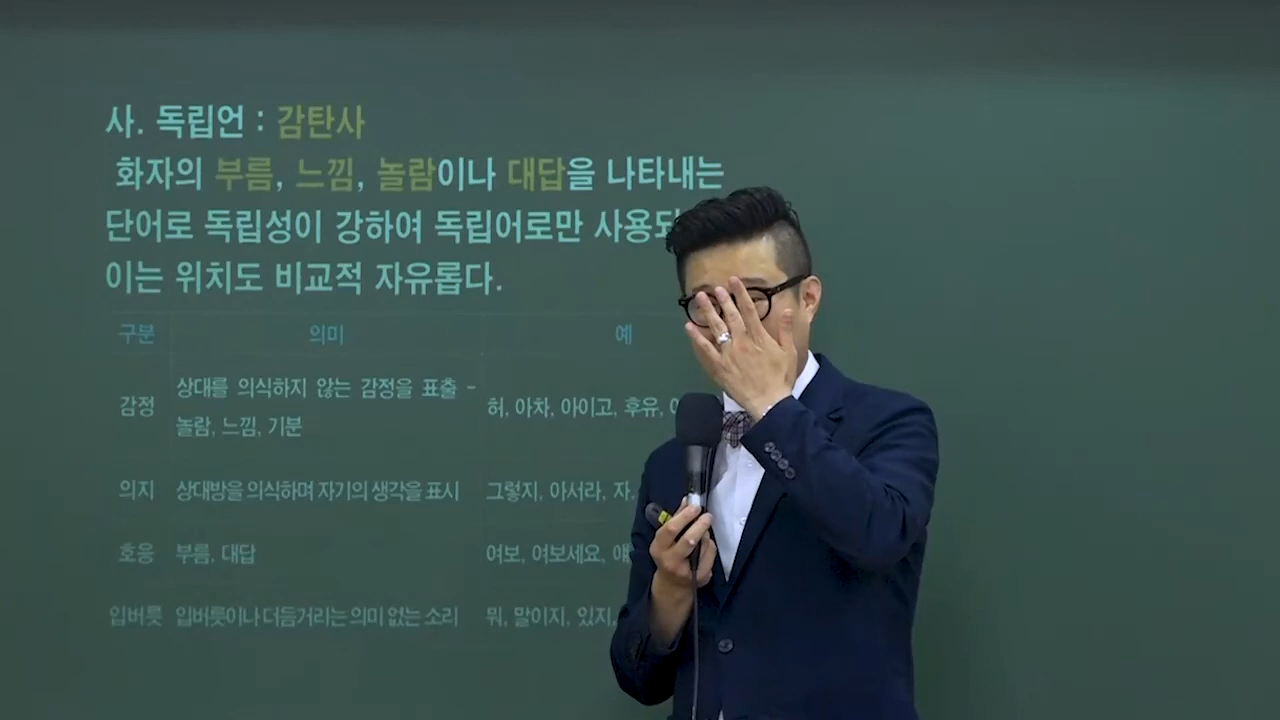 사. 독립언 : 감탄사
화자의 부름, 느낌, 놀람이나 대답을 나타내는
단어로 독립성이 강하여 독립어로만 사용되
이는 위치도 비교적 자유롭다.
구분 의미 예
감정 상대를 의식하지 않는 감정을 표출 - 놀람, 느낌, 기분 허, 아차, 아이고, 후유,
의지 상대방을 의식하며 자기의 생각을 표시 그렇지, 아서라, 자.
호응 부름, 대답 여보, 여보세요,
입버릇 입버릇이나 더듬거리는 의미 없는 소리 뭐, 말이지, 있지,